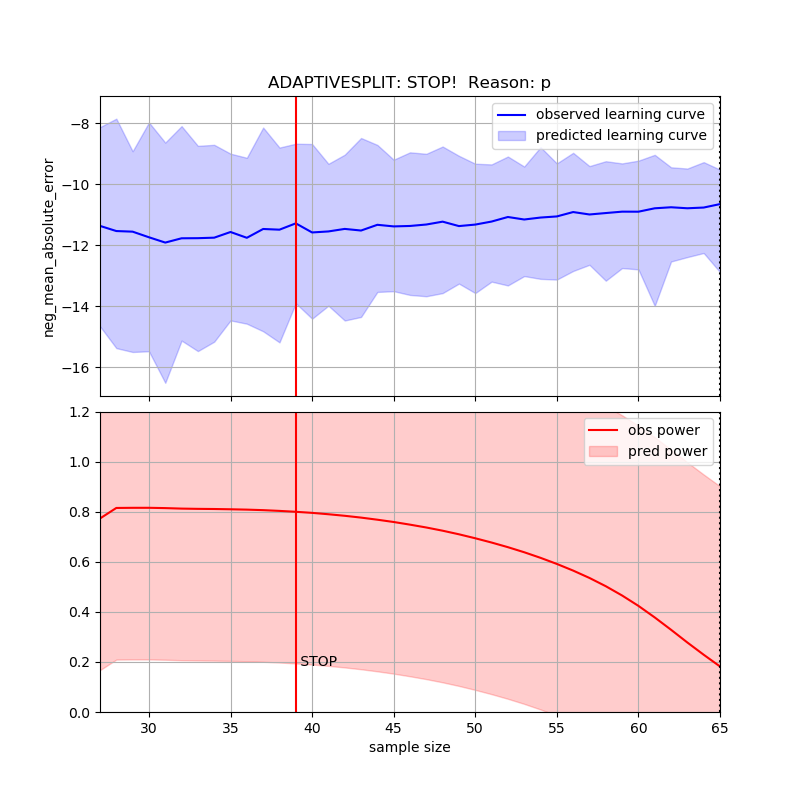 ADAPTIVESPLIT: STOP!  Reason: p
observed learning curve
predicted learning curve
neg_mean_absolute_error
−8
−10
−12
−14
−16
obs power
pred power
1.2
1.0
0.8
0.6
0.4
0.2
0.0
STOP
30 35 40 45 50 55 60 65
sample size